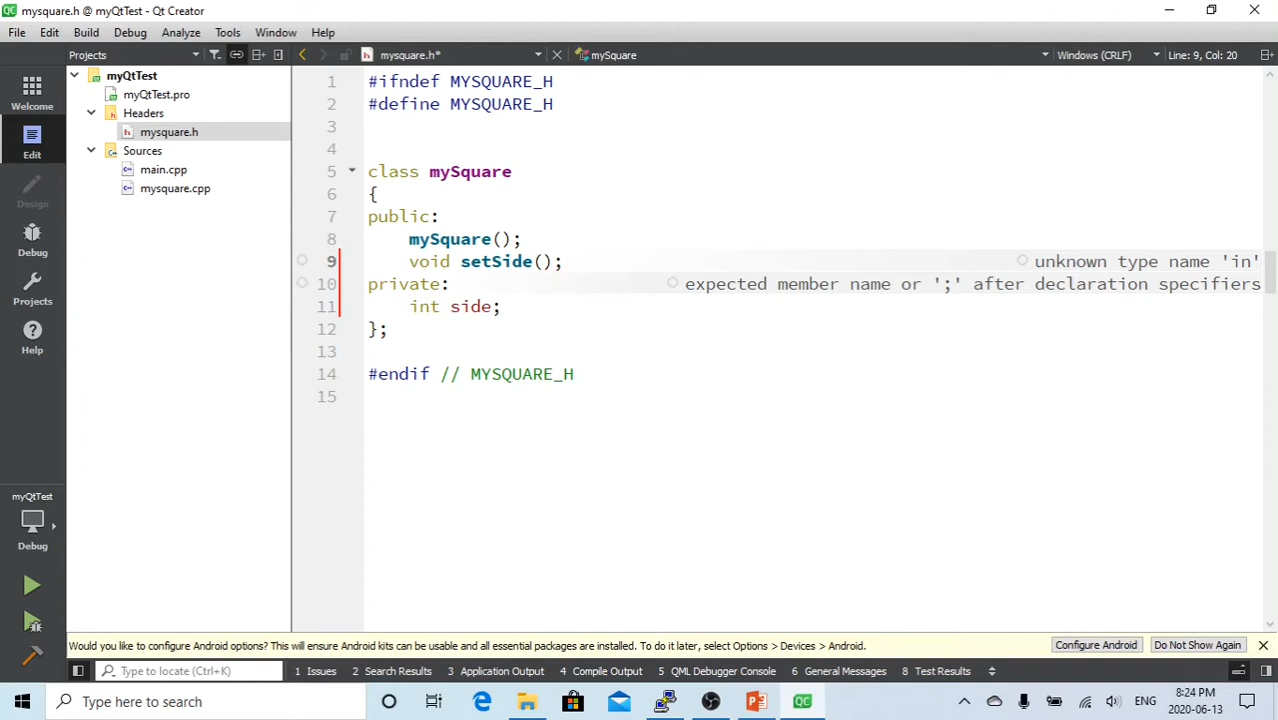 mysquare.h @ myQtTest - Qt Creator
File Edit Build Debug Analyze Tools Window Help
Projects mysquare.h* mySquare Windows (CRLF) Line: 9, Col: 20
Welcome
Edit
Design
Debug
Projects
Help
myQtTest
Debug
myQtTest
myQtTest.pro
Headers
mysquare.h
Sources
main.cpp
mysquare.cpp
1 #ifndef MYSQUARE_H
2 #define MYSQUARE_H
3
4
5 class mySquare
6 {
7 public:
8 mySquare();
9 void setSide(); unknown type name 'in'
10 private: expected member name or ';' after declaration specifiers
11 int side;
12 };
13
14 #endif // MYSQUARE_H
15
Would you like to configure Android options? This will ensure Android kits can be usable and all essential packages are installed. To do it later, select Options > Devices > Android. Configure Android Do Not Show Again
Type to locate (Ctrl+K) 1 Issues 2 Search Results 3 Application Output 4 Compile Output 5 QML Debugger Console 6 General Messages 8 Test Results
Type here to search ENG 8:24 PM
2020-06-13